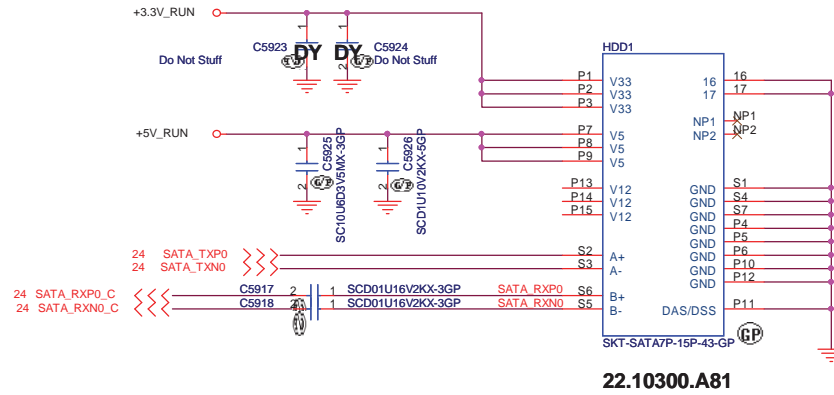 +3.3V_RUN
1 1
C5923 DY DY C5924
Do Not Stuff 2 Do Not Stuff
HDD1
P1 V33 16 16
P2 V33 17 17
P3 V33
NP1 NP1
NP2 NP2
+5V_RUN
P7 V5
P8 V5
P9 V5
1 2 C5925 G/P SC10U6D3V5MX-3GP
1 2 C5926 G/P SCD1U10V2KX-5GP
P13 V12
P14 V12
P15 V12
GND S1
GND S4
GND S7
GND P4
GND P5
GND P6
GND P10
GND P12
24 SATA_TXP0 S2 A+
24 SATA_TXN0 S3 A-
24 SATA_RXP0_C C5917 2 1 SCD01U16V2KX-3GP SATA_RXP0 S6 B+
24 SATA_RXN0_C C5918 2 1 SCD01U16V2KX-3GP SATA_RXN0 S5 B-
DAS/DSS P11
SKT-SATA7P-15P-43-GP GP
22.10300.A81